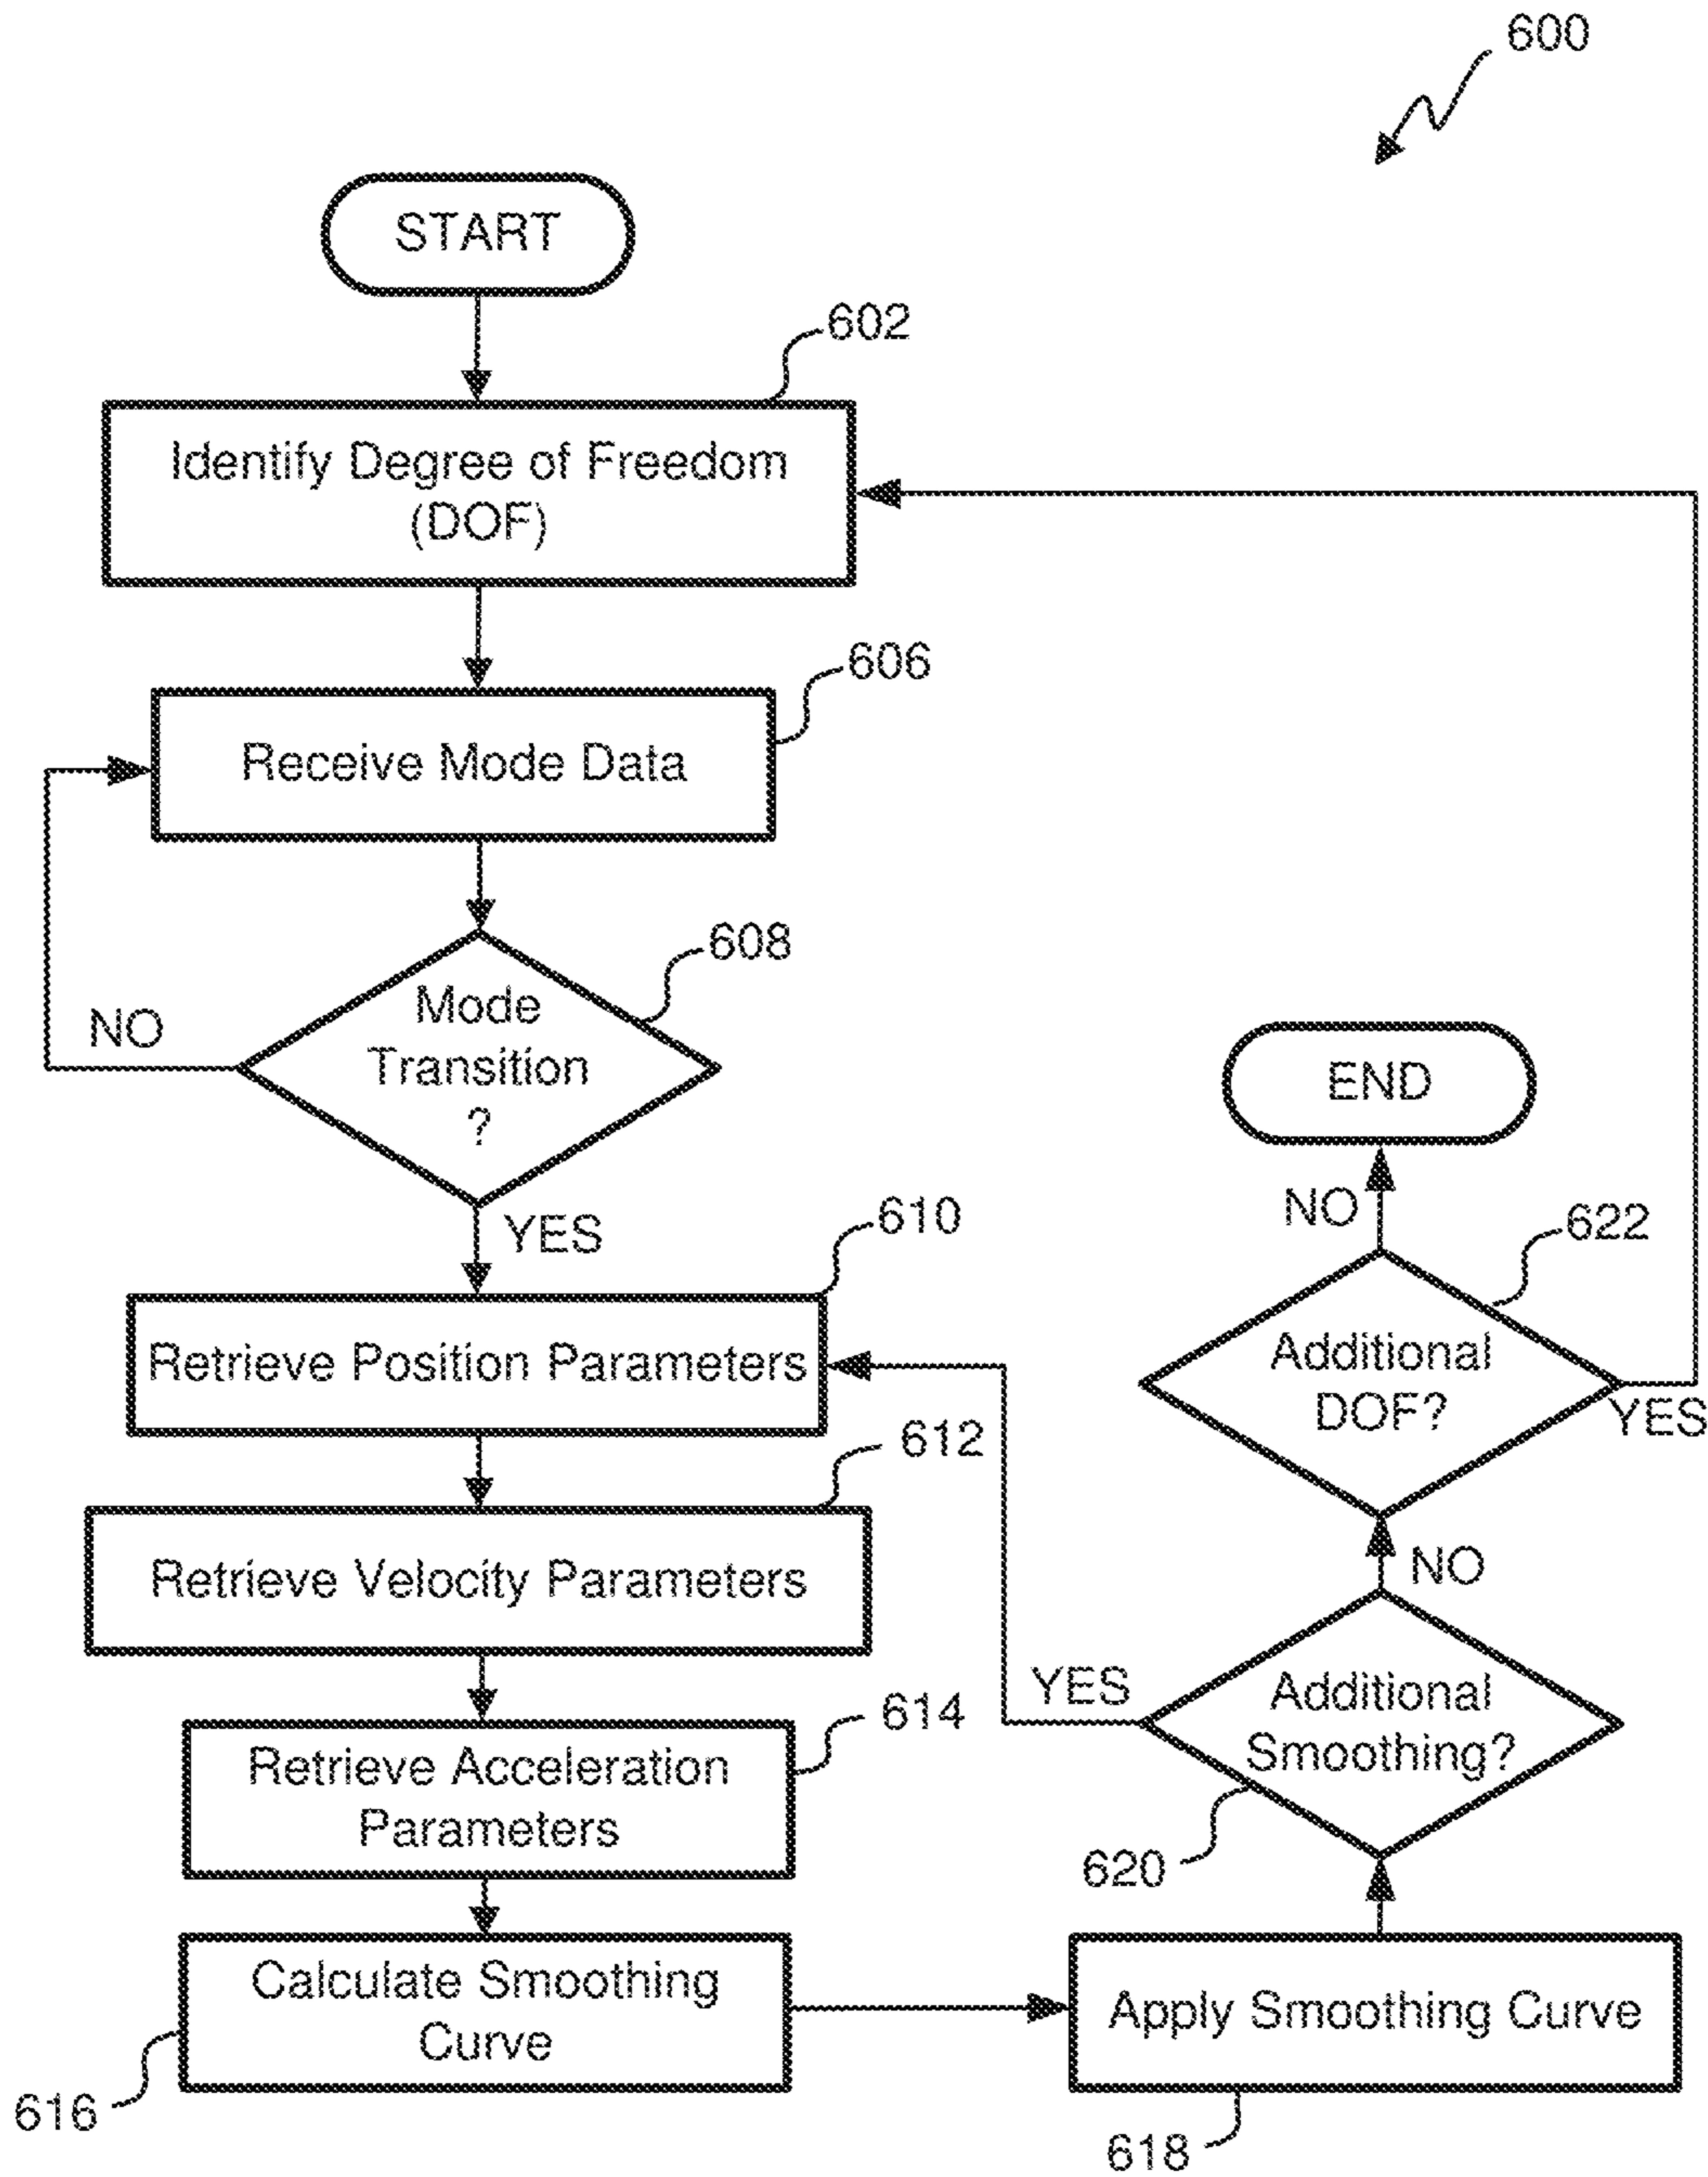 600
START
602
Identify Degree of Freedom
(DOF)
606
Receive Mode Data
608
Mode
Transition
?
NO
YES
610
Retrieve Position Parameters
612
Retrieve Velocity Parameters
614
Retrieve Acceleration
Parameters
Calculate Smoothing
Curve
616
Apply Smoothing Curve
618
Additional
Smoothing?
620
YES
NO
Additional
DOF?
622
YES
NO
END